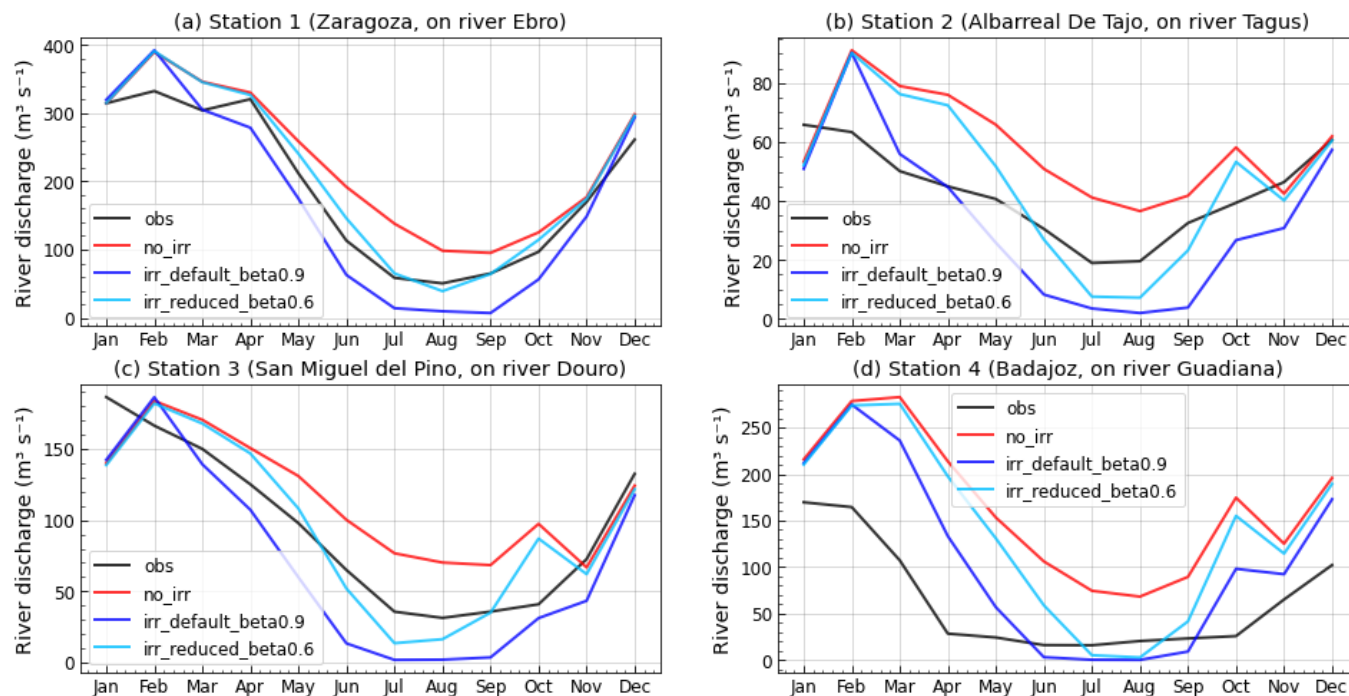 (a) Station 1 (Zaragoza, on river Ebro)
River discharge (m³ s⁻¹)
400
300
200
100
0
obs
no_irr
irr_default_beta0.9
irr_reduced_beta0.6
Jan Feb Mar Apr May Jun Jul Aug Sep Oct Nov Dec
(b) Station 2 (Albarreal De Tajo, on river Tagus)
River discharge (m³ s⁻¹)
80
60
40
20
0
obs
no_irr
irr_default_beta0.9
irr_reduced_beta0.6
Jan Feb Mar Apr May Jun Jul Aug Sep Oct Nov Dec
(c) Station 3 (San Miguel del Pino, on river Douro)
River discharge (m³ s⁻¹)
150
100
50
0
obs
no_irr
irr_default_beta0.9
irr_reduced_beta0.6
Jan Feb Mar Apr May Jun Jul Aug Sep Oct Nov Dec
(d) Station 4 (Badajoz, on river Guadiana)
River discharge (m³ s⁻¹)
250
200
150
100
50
0
obs
no_irr
irr_default_beta0.9
irr_reduced_beta0.6
Jan Feb Mar Apr May Jun Jul Aug Sep Oct Nov Dec